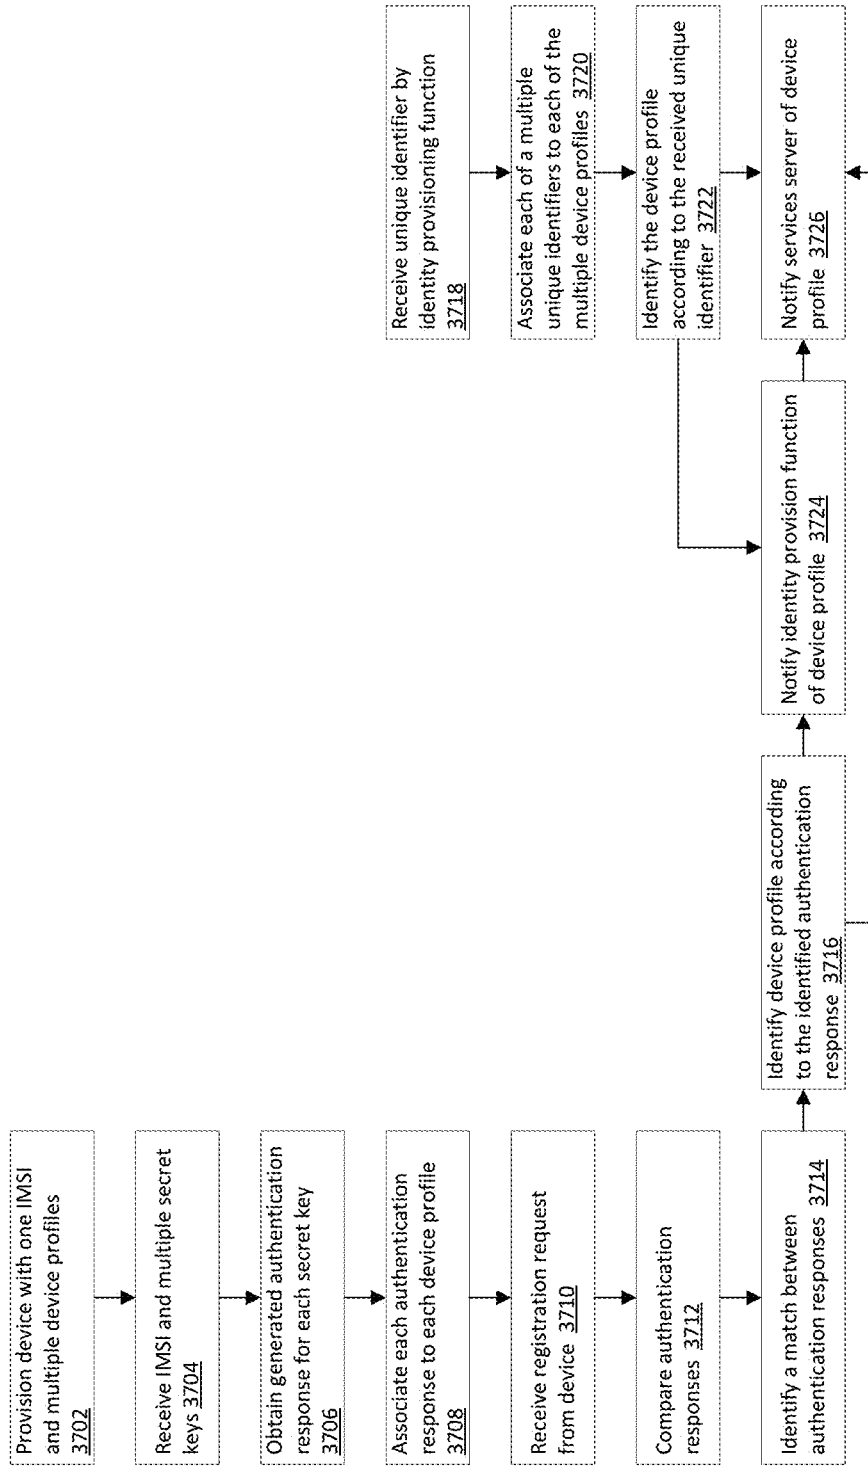 Provision device with one IMSI
and multiple device profiles
3702
Receive IMSI and multiple secret
keys 3704
Obtain generated authentication
response for each secret key
3706
Associate each authentication
response to each device profile
3708
Receive registration request
from device 3710
Compare authentication
responses 3712
Identify a match between
authentication responses 3714
Identify device profile according
to the identified authentication
response 3716
Notify identity provision function
of device profile 3724
Receive unique identifier by
identity provisioning function
3718
Associate each of a multiple
unique identifiers to each of the
multiple device profiles 3720
Identify the device profile
according to the received unique
identifier 3722
Notify services server of device
profile 3726